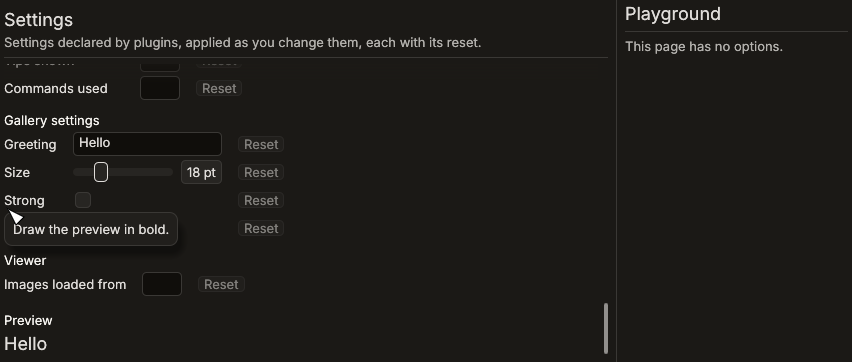 Settings
Settings declared by plugins, applied as you change them, each with its reset.
Commands used Reset
Gallery settings
Greeting Hello Reset
Size 18 pt Reset
Strong Reset
Draw the preview in bold. Reset
Viewer
Images loaded from Reset
Preview
Hello
Playground
This page has no options.